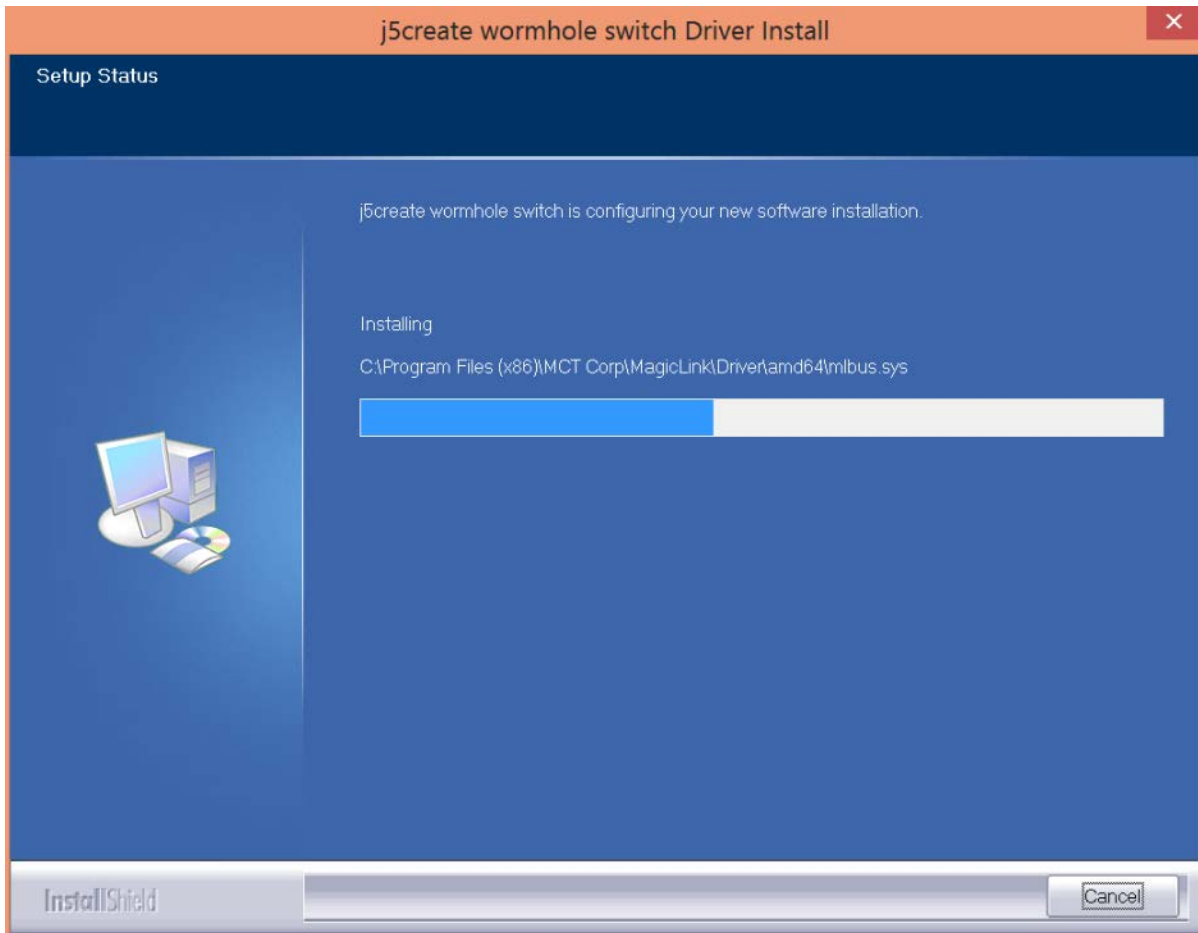 j5create wormhole switch Driver Install
Setup Status
j5create wormhole switch is configuring your new software installation.
Installing
C:\Program Files (x86)\MCT Corp\MagicLink\Driver\amd64\mlbus.sys
InstallShield
Cancel